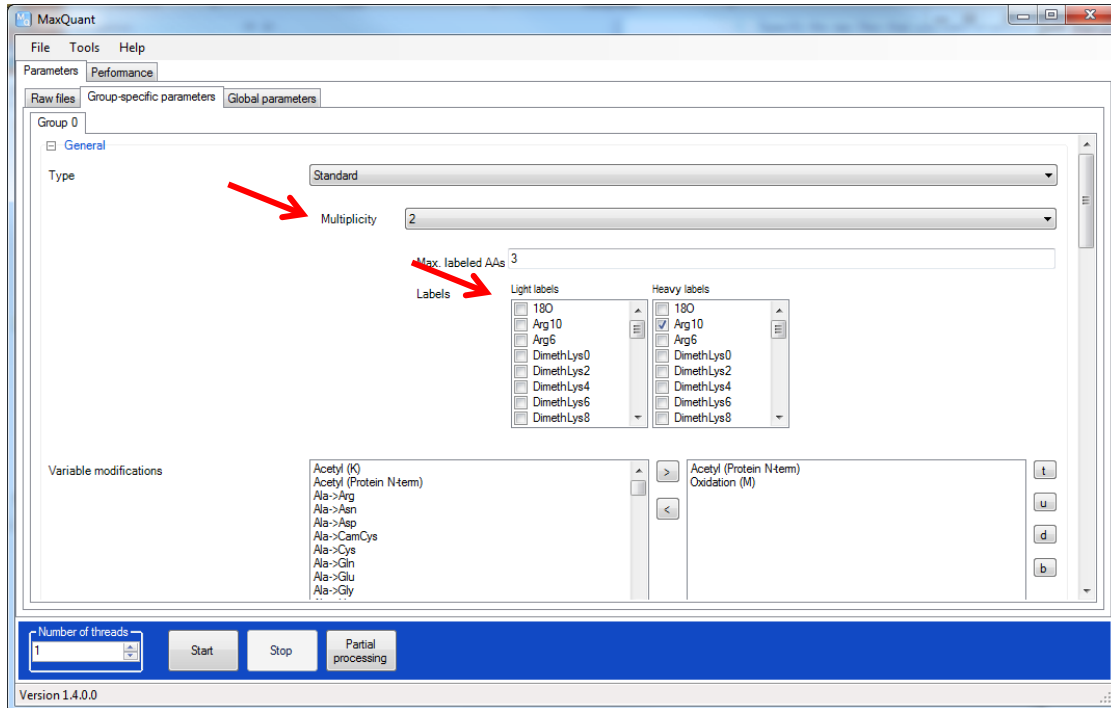 MaxQuant
File Tools Help
Parameters Performance
Raw files Group-specific parameters Global parameters
Group 0
General
Type Standard
Multiplicity 2
Max. labeled AAs 3
Labels
Light labels Heavy labels
18O 18O
Arg10 Arg10
Arg6 Arg6
DimethLys0 DimethLys0
DimethLys2 DimethLys2
DimethLys4 DimethLys4
DimethLys6 DimethLys6
DimethLys8 DimethLys8
Variable modifications
Acetyl (K) > Acetyl (Protein N-term) t
Acetyl (Protein N-term) Oxidation (M)
Ala->Arg
Ala->Asn < u
Ala->Asp
Ala->CamCys
Ala->Cys d
Ala->Gln
Ala->Glu b
Ala->Gly
Number of threads
1 Start Stop Partial
processing
Version 1.4.0.0